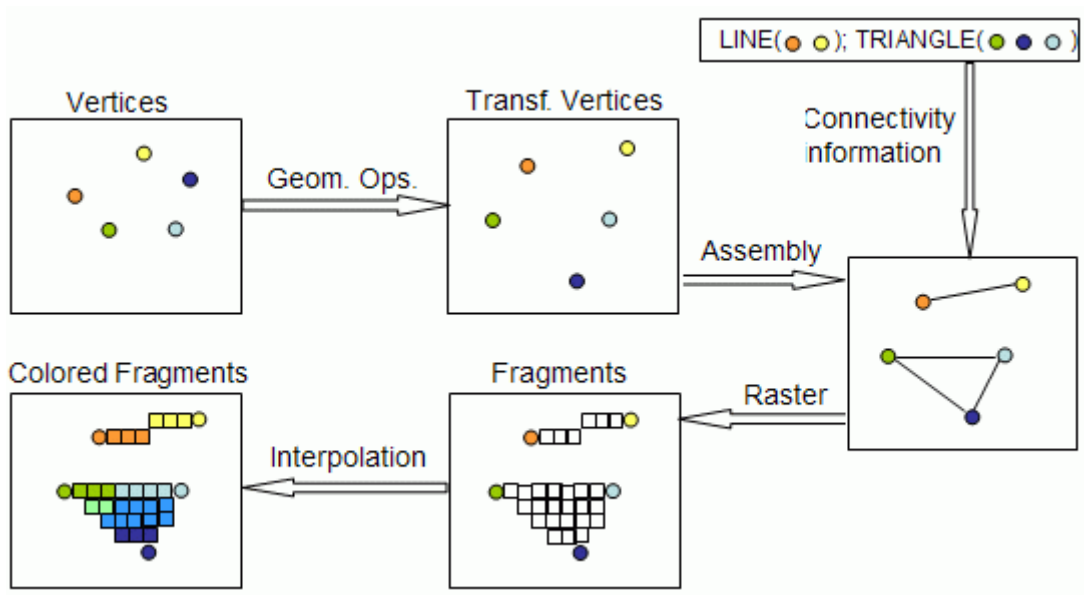 LINE( ); TRIANGLE( )
Vertices
Transf. Vertices
Connectivity
information
Geom. Ops.
Assembly
Colored Fragments
Fragments
Raster
Interpolation